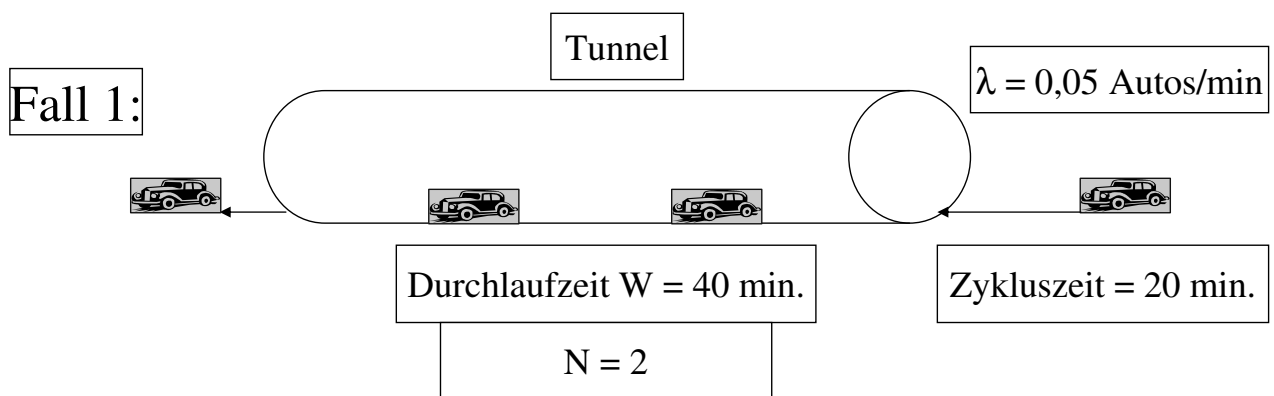 Tunnel
λ = 0,05 Autos/min
Fall 1:
Durchlaufzeit W = 40 min.
Zykluszeit = 20 min.
N = 2